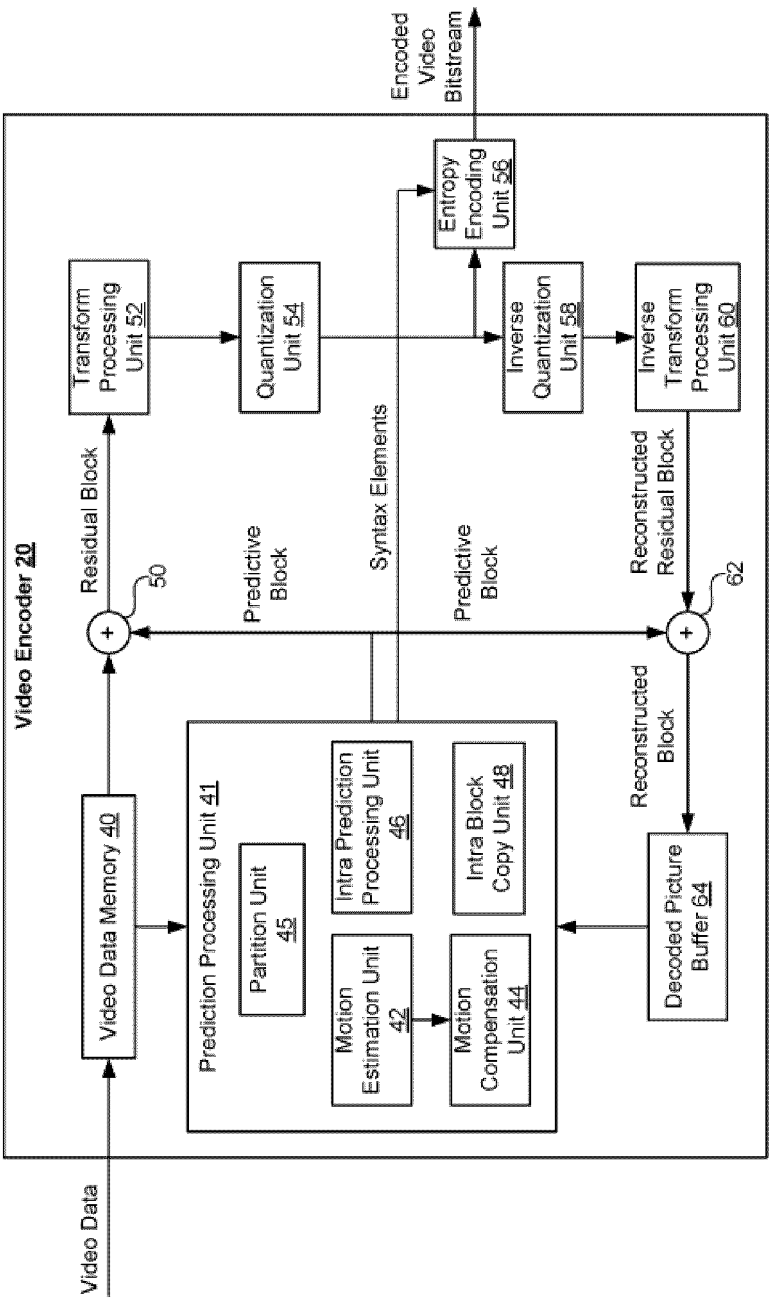 Video Encoder 20
Video Data
Video Data Memory 40
50
Residual Block
Transform
Processing
Unit 52
Prediction Processing Unit 41
Partition Unit
45
Motion
Estimation Unit
42
Intra Prediction
Processing Unit
46
Motion
Compensation
Unit 44
Intra Block
Copy Unit 48
Predictive
Block
Quantization
Unit 54
Syntax Elements
Predictive
Block
Entropy
Encoding
Unit 56
Encoded
Video
Bitstream
Inverse
Quantization
Unit 58
Inverse
Transform
Processing
Unit 60
Reconstructed
Residual Block
62
Reconstructed
Block
Decoded Picture
Buffer 64
+
+